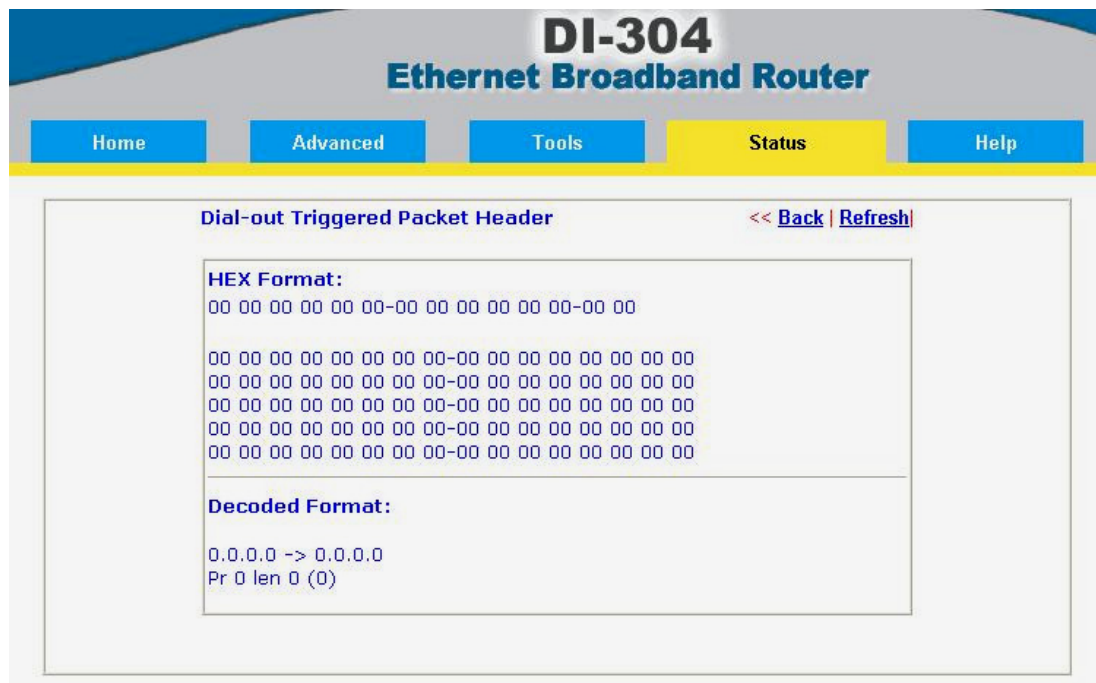 DI-304
Ethernet Broadband Router
Home Advanced Tools Status Help
Dial-out Triggered Packet Header << Back | Refresh|
HEX Format:
00 00 00 00 00 00-00 00 00 00 00 00-00 00
00 00 00 00 00 00 00 00-00 00 00 00 00 00 00 00
00 00 00 00 00 00 00 00-00 00 00 00 00 00 00 00
00 00 00 00 00 00 00 00-00 00 00 00 00 00 00 00
00 00 00 00 00 00 00 00-00 00 00 00 00 00 00 00
00 00 00 00 00 00 00 00-00 00 00 00 00 00 00 00
Decoded Format:
0.0.0.0 -> 0.0.0.0
Pr 0 len 0 (0)